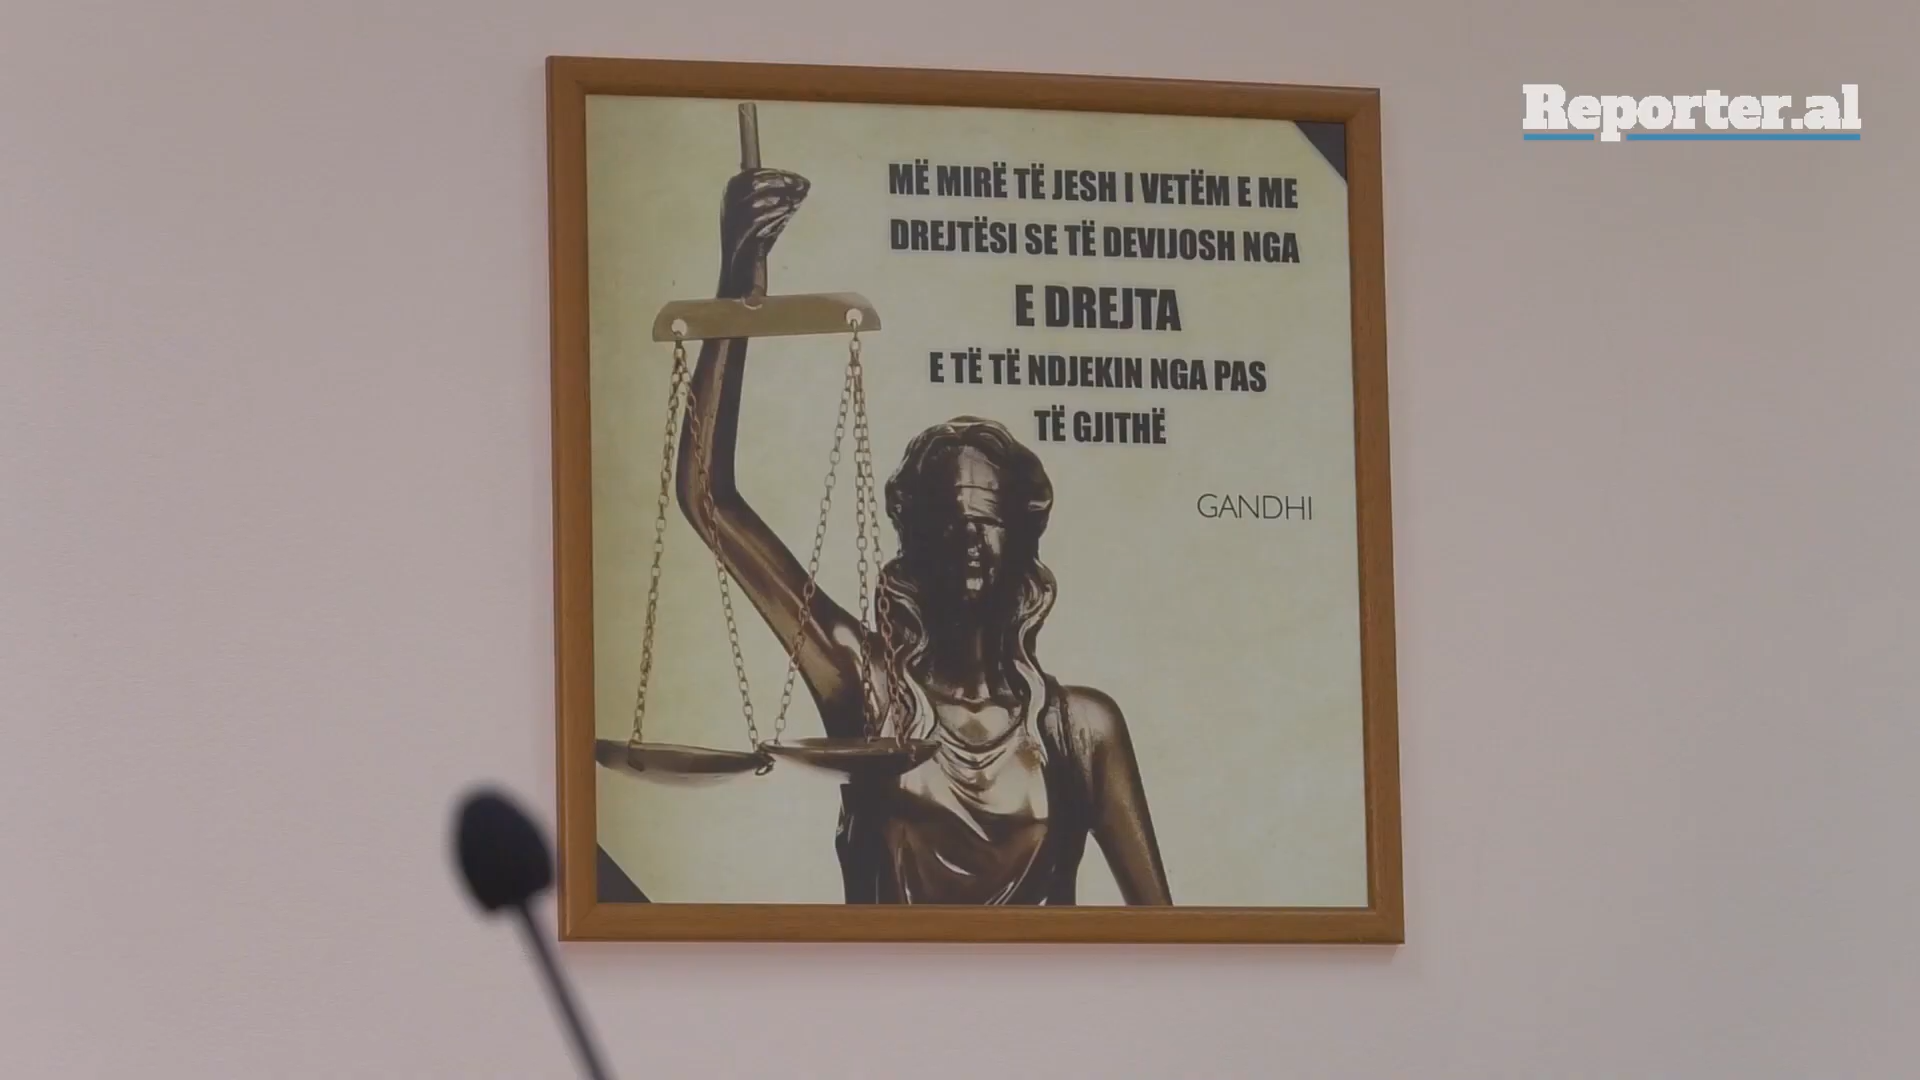 Reporter.al
MË MIRË TË JESH I VETËM E ME
DREJTËSI SE TË DEVIJOSH NGA
E DREJTA
E TË TË NDJEKIN NGA PAS
TË GJITHË
GANDHI